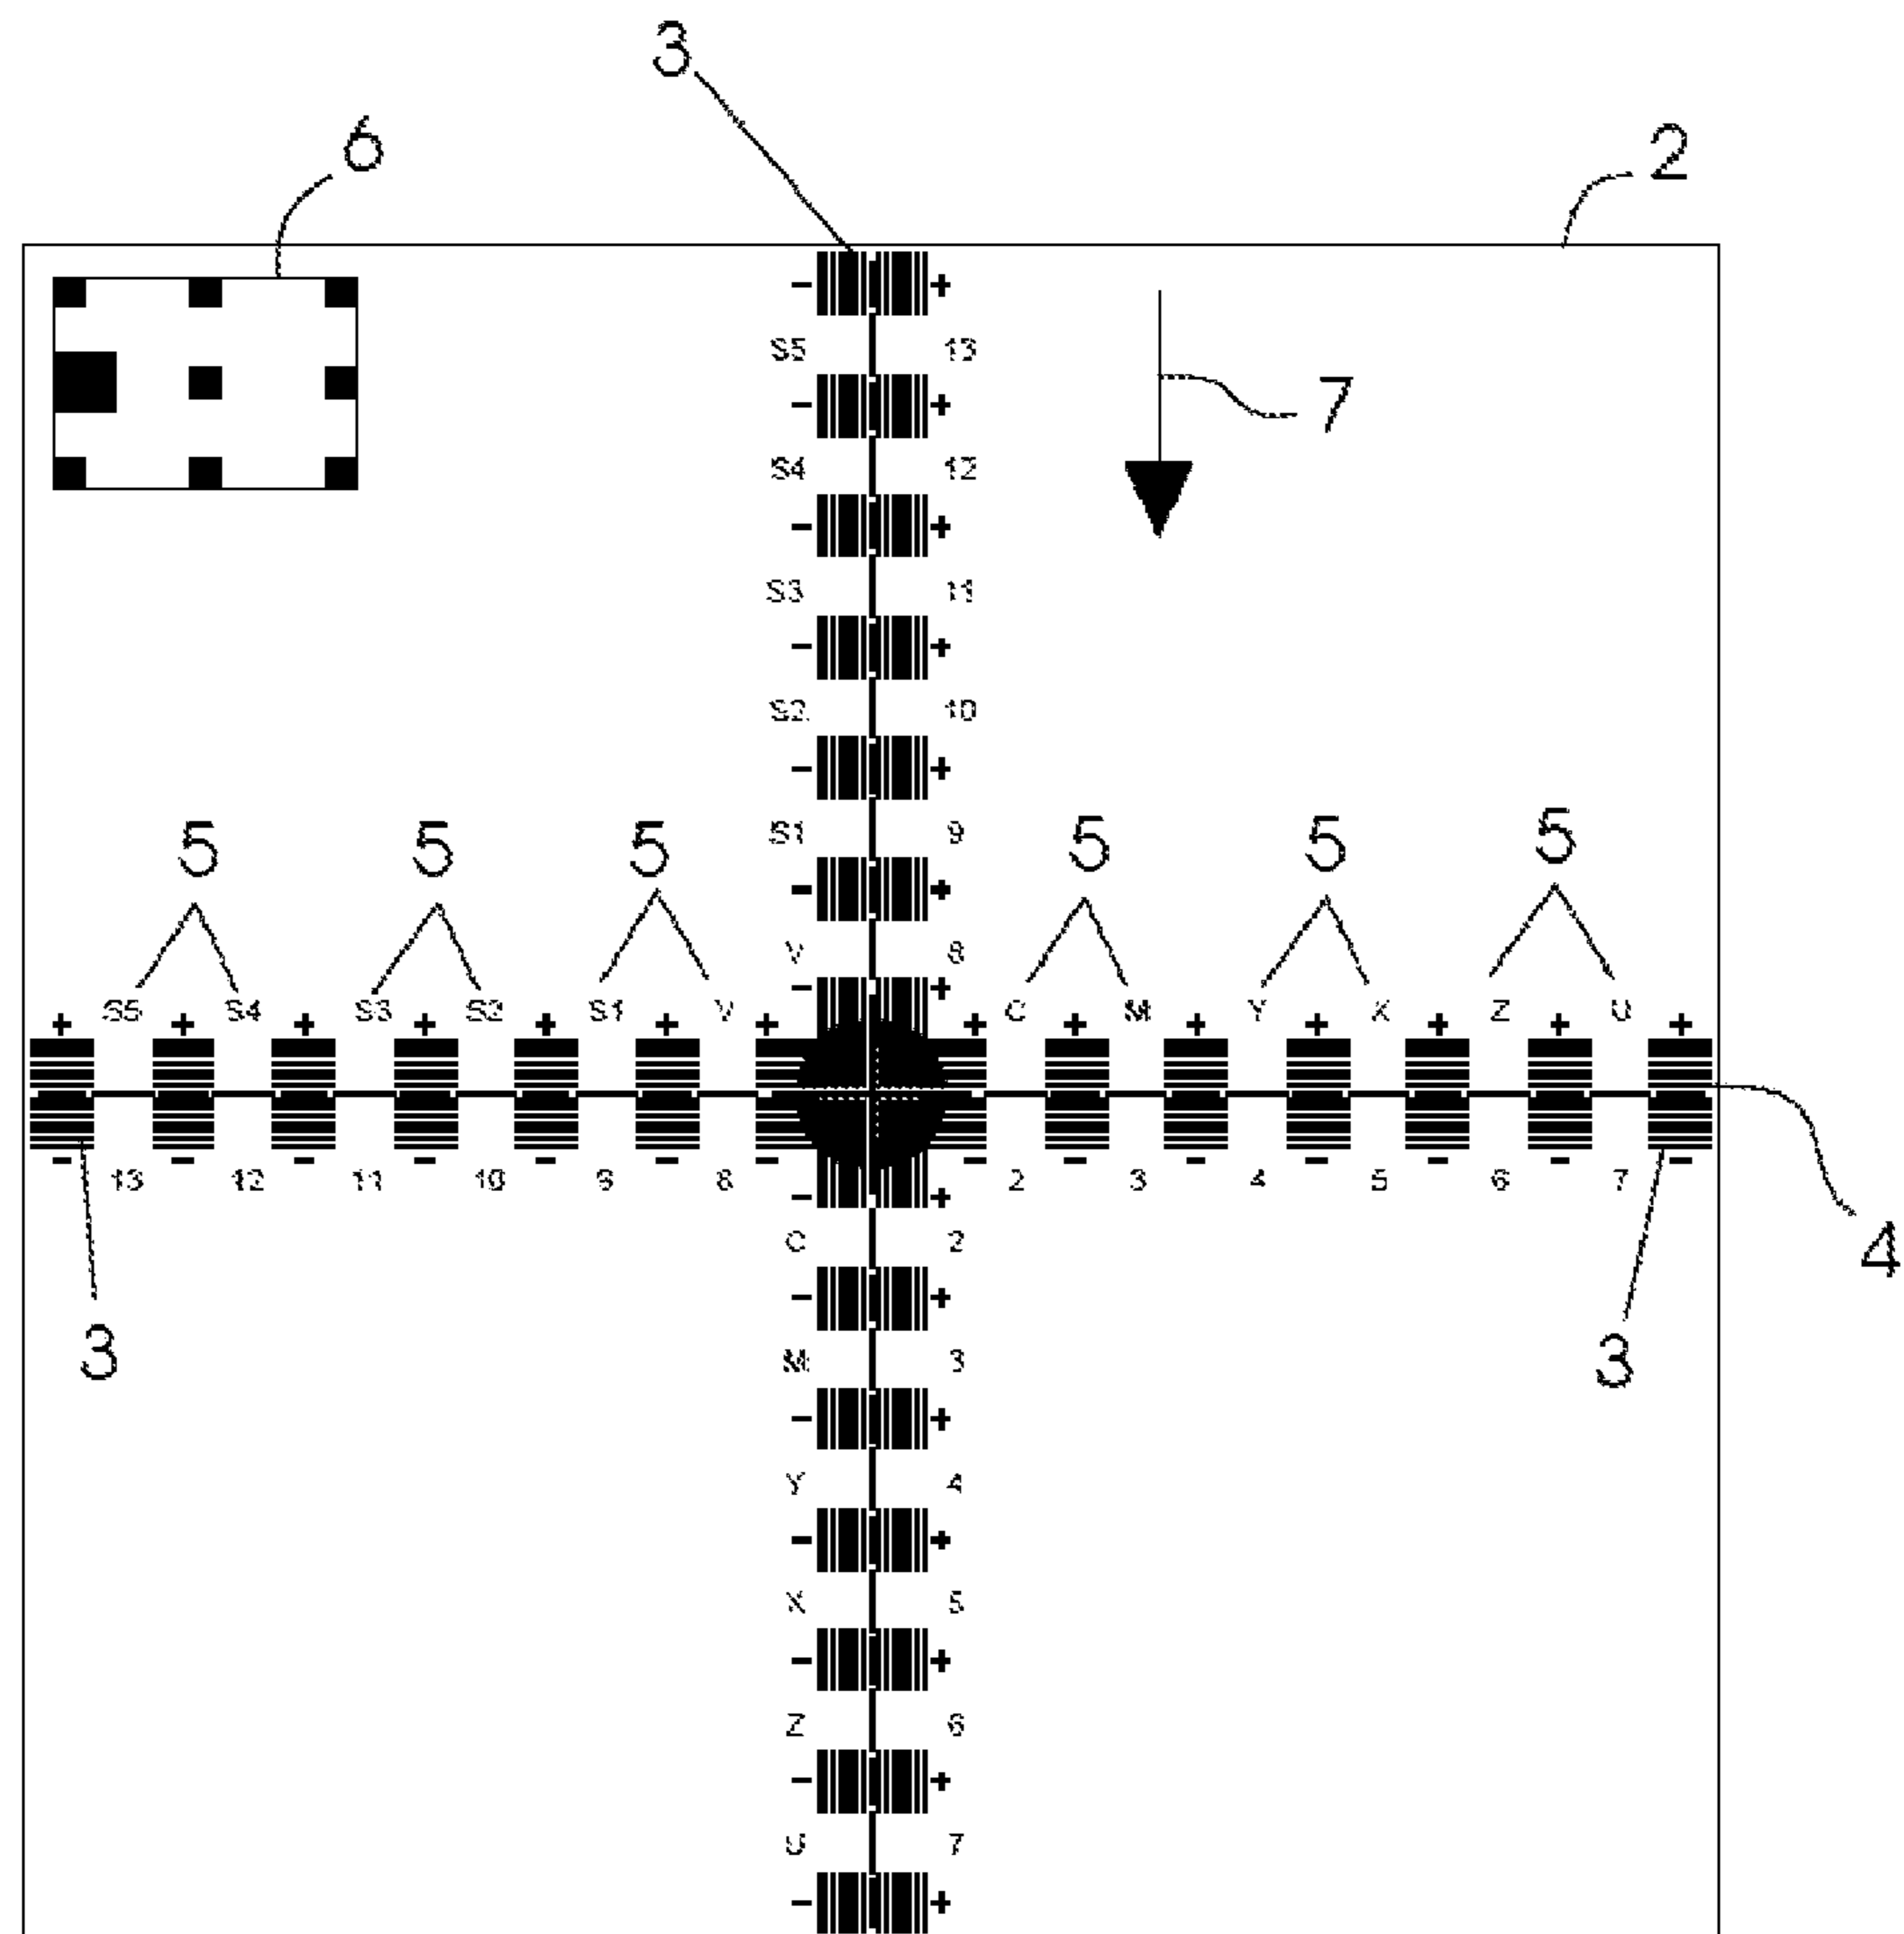 3
6
2
- +
S5 13
- +
7
S4 12
- +
S3 11
- +
S2 10
- +
5 5 5 S1 9 5 5 5
- +
V 8
- +
S5 S4 S3 S2 S1 V C M Y X Z U
+ + + + + + + + + + + + + +
- - - - - - - - - - - - - -
13 12 11 10 9 8 2 3 4 5 6 7
- +
C 2
4
- +
3 M 3 3
- +
Y 4
- +
X 5
- +
Z 6
- +
U 7
- +